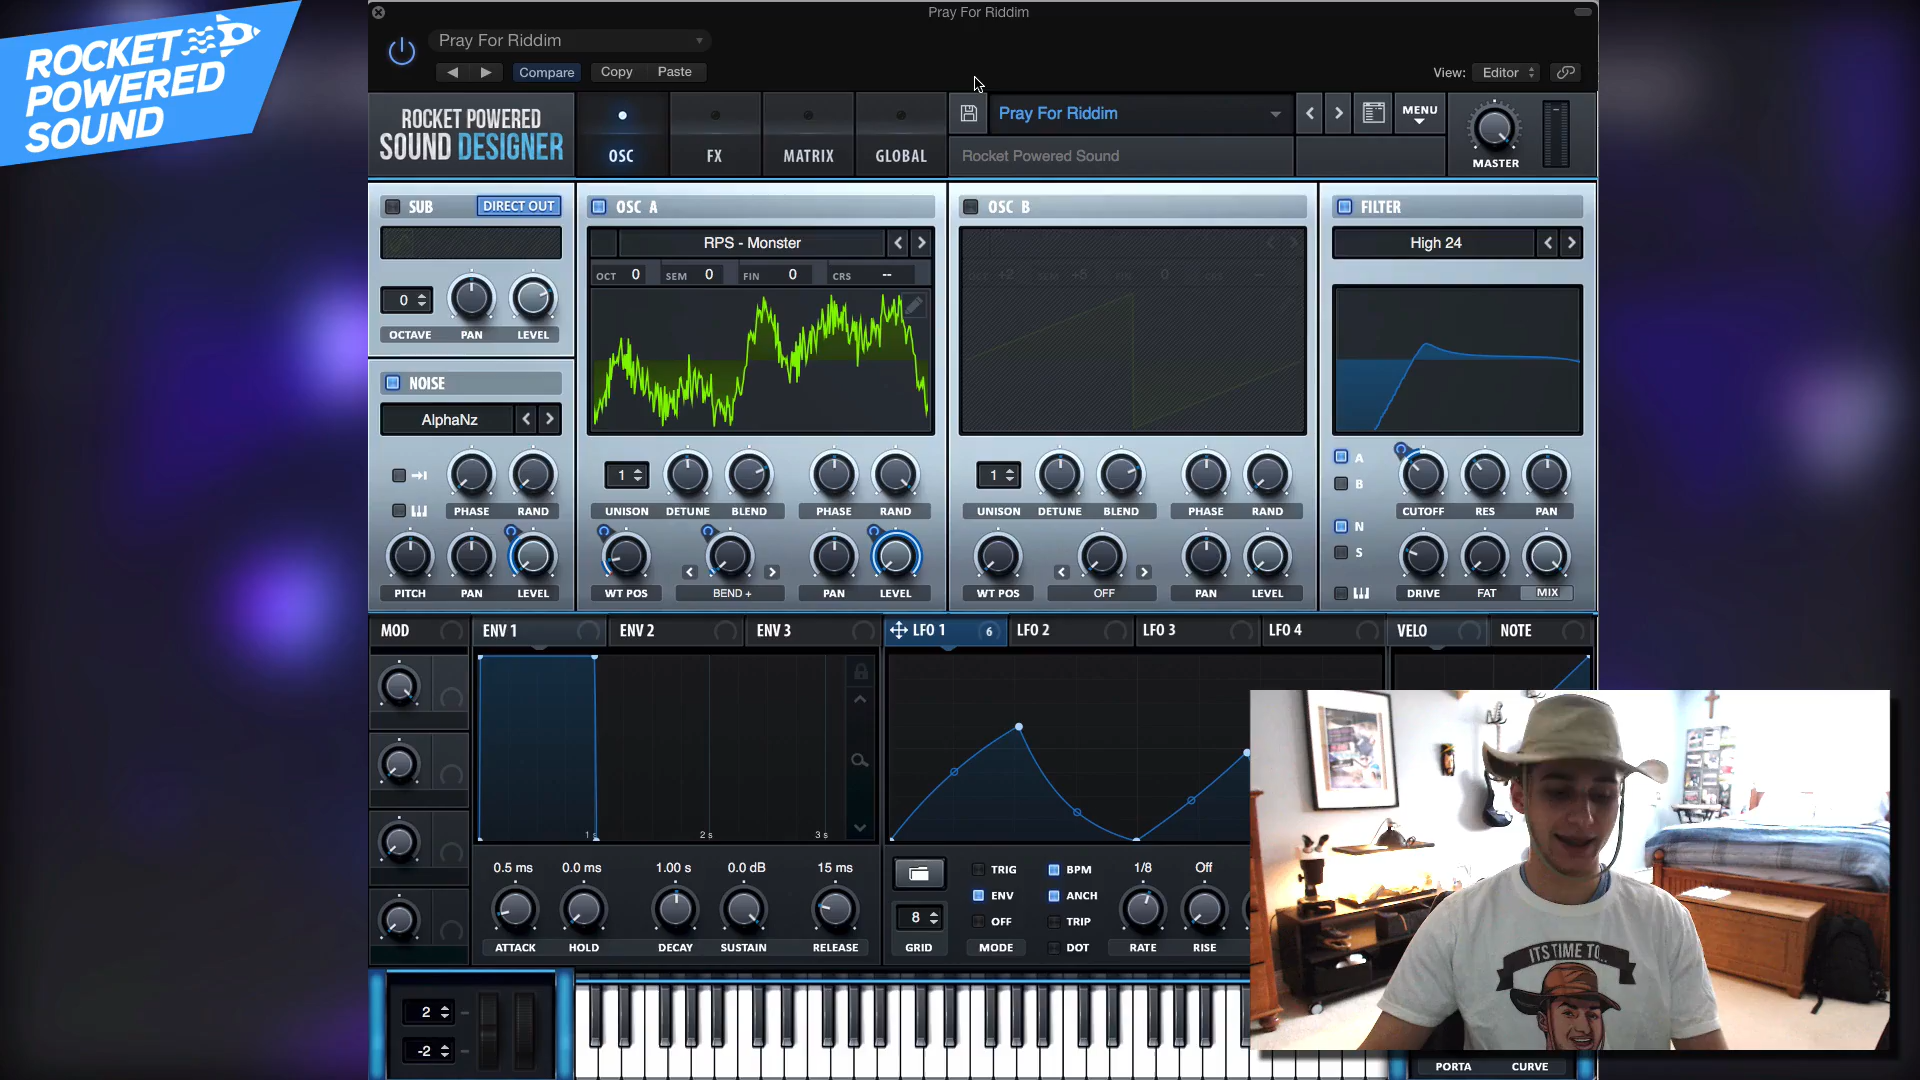 ROCKET
POWERED
SOUND
Pray For Riddim
Pray For Riddim
Compare Copy Paste
View: Editor
ROCKET POWERED
SOUND DESIGNER
OSC FX MATRIX GLOBAL
Pray For Riddim
Rocket Powered Sound
MENU
MASTER
SUB DIRECT OUT
0
OCTAVE PAN LEVEL
NOISE
AlphaNz
PHASE RAND
PITCH PAN LEVEL
OSC A
RPS - Monster
OCT 0 SEM 0 FIN 0 CRS --
1
UNISON DETUNE BLEND PHASE RAND
WT POS BEND + PAN LEVEL
OSC B
OCT +2 SEM +8 FIN 0 CRS
1
UNISON DETUNE BLEND PHASE RAND
WT POS OFF PAN LEVEL
FILTER
High 24
A
B
N
S
CUTOFF RES PAN
DRIVE FAT MIX
MOD ENV 1 ENV 2 ENV 3 LFO 1 6 LFO 2 LFO 3 LFO 4 VELO NOTE
1 s 2 s 3 s
0.5 ms 0.0 ms 1.00 s 0.0 dB 15 ms
ATTACK HOLD DECAY SUSTAIN RELEASE
8
GRID
TRIG
ENV
OFF
MODE
BPM
ANCH
TRIP
DOT
1/8 Off
RATE RISE
2
-2
PORTA CURVE
ITS TIME TO...